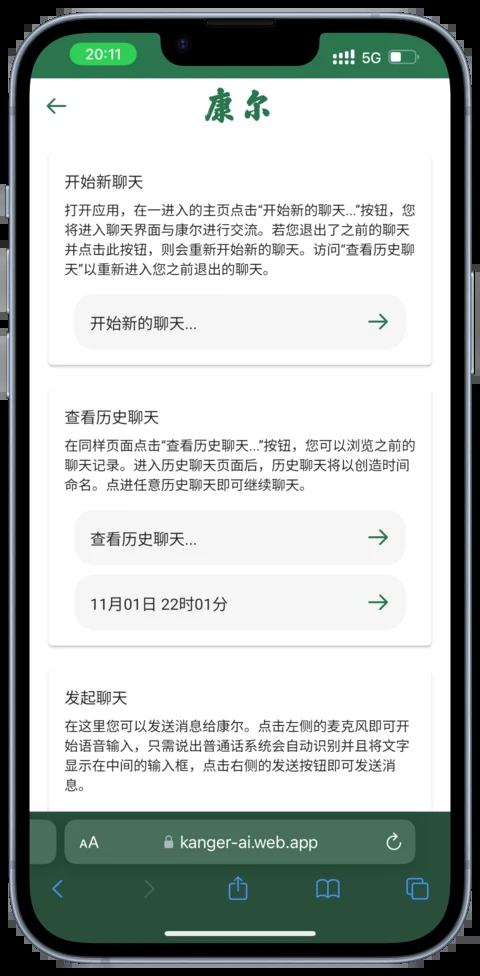 20:11
5G
康尔
开始新聊天
打开应用，在一进入的主页点击“开始新的聊天...”按钮，您
将进入聊天界面与康尔进行交流。若您退出了之前的聊天
并点击此按钮，则会重新开始新的聊天。访问“查看历史聊
天”以重新进入您之前退出的聊天。
开始新的聊天...
查看历史聊天
在同样页面点击“查看历史聊天...”按钮，您可以浏览之前的
聊天记录。进入历史聊天页面后，历史聊天将以创造时间
命名。点进任意历史聊天即可继续聊天。
查看历史聊天...
11月01日 22时01分
发起聊天
在这里您可以发送消息给康尔。点击左侧的麦克风即可开
始语音输入，只需说出普通话系统会自动识别并且将文字
显示在中间的输入框，点击右侧的发送按钮即可发送消
息。
AA kanger-ai.web.app